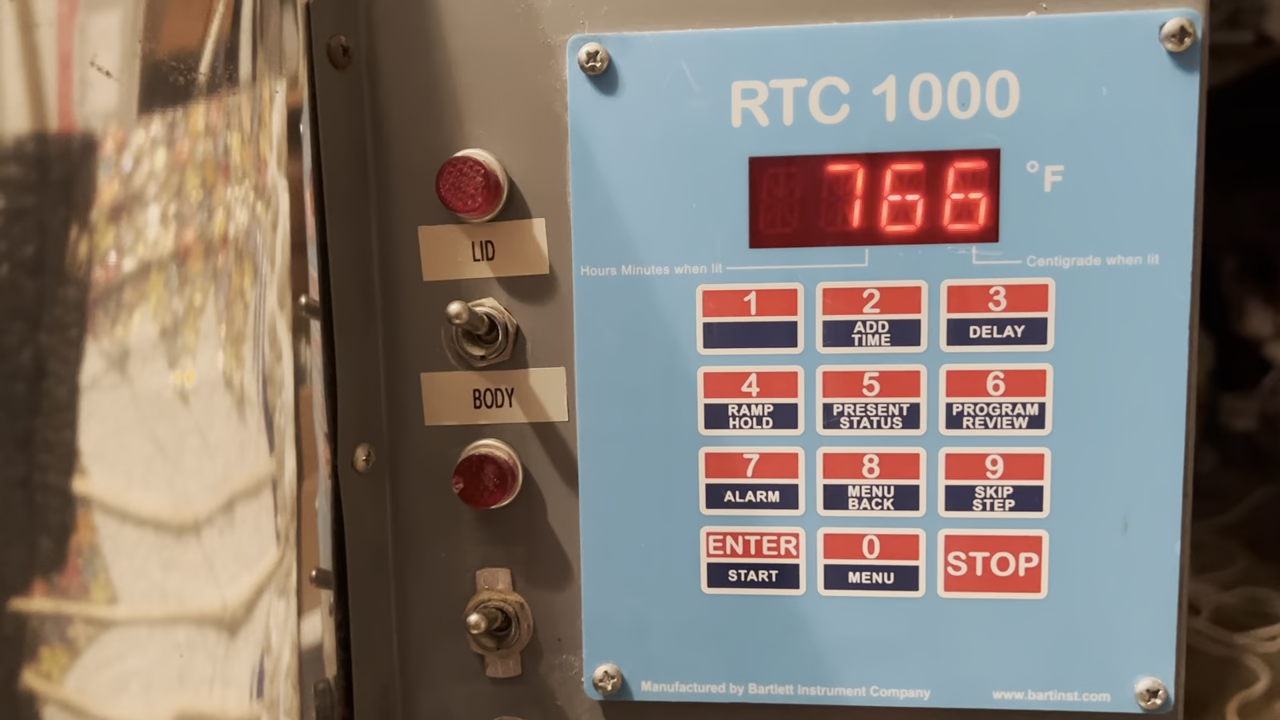 RTC 1000
766
°F
LID
Hours Minutes when lit
Centigrade when lit
1
2
ADD
TIME
3
DELAY
BODY
4
RAMP
HOLD
5
PRESENT
STATUS
6
PROGRAM
REVIEW
7
ALARM
8
MENU
BACK
9
SKIP
STEP
ENTER
START
0
MENU
STOP
Manufactured by Bartlett Instrument Company
www.bartinst.com